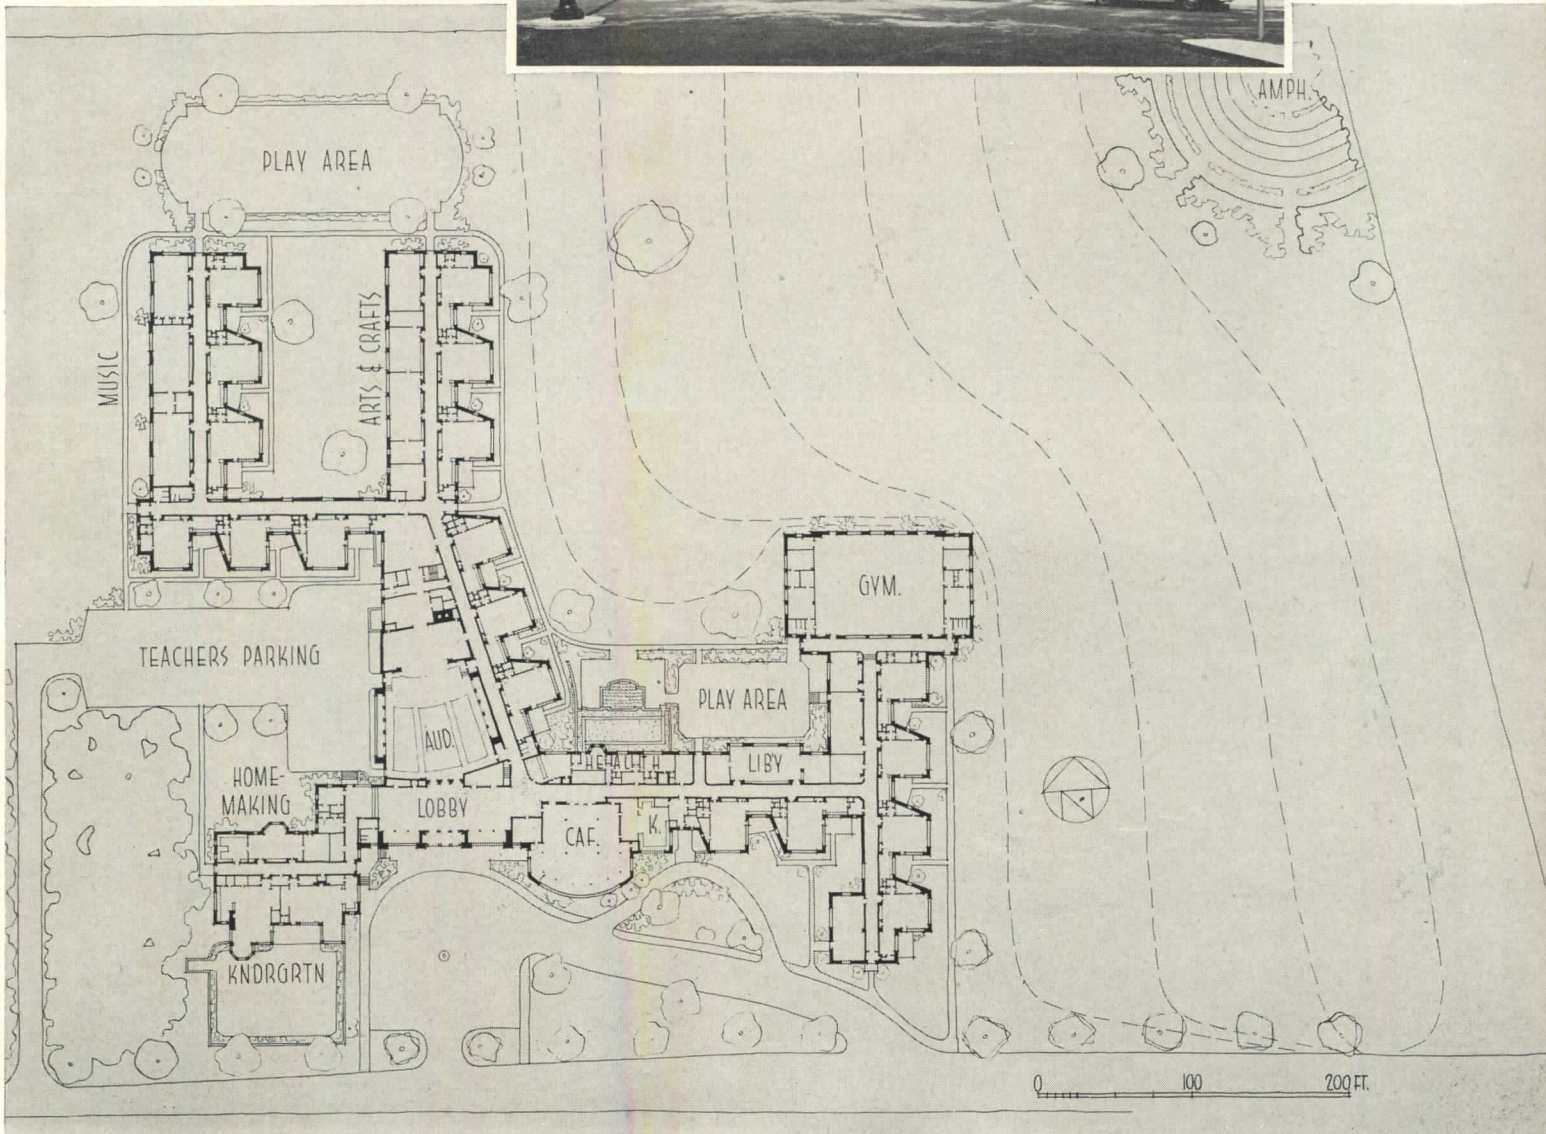 AMPH.
PLAY AREA
MUSIC
ARTS & CRAFTS
GYM.
TEACHERS PARKING
PLAY AREA
AUD.
HEALTH
LIBY
HOME-
MAKING
LOBBY
CAF.
K.
N
KNDRGRTN
0 100 200 FT.